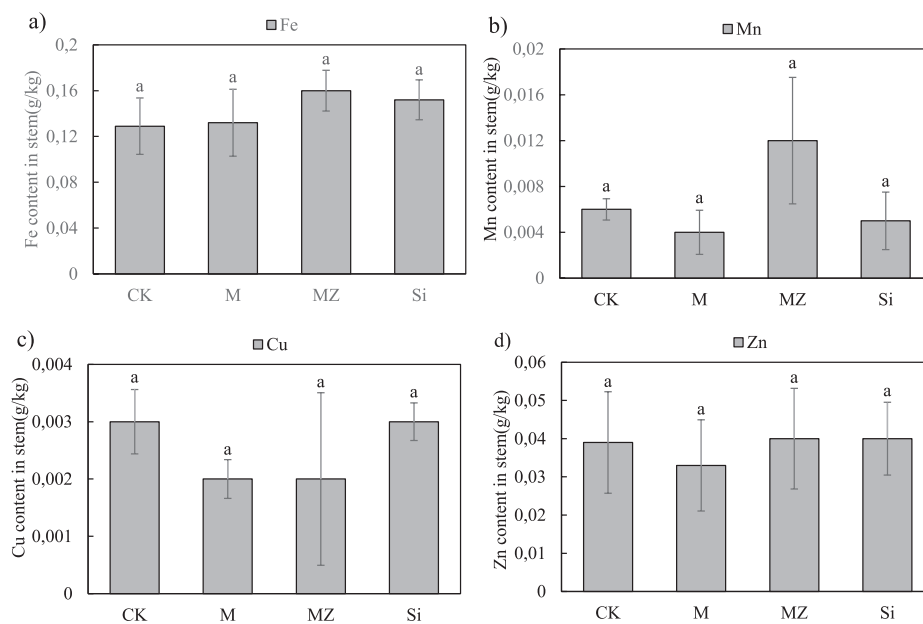 a)
Fe
Fe content in stem(g/kg)
0,2
0,16
0,12
0,08
0,04
0
a a a a
CK M MZ Si
b)
Mn
Mn content in stem(g/kg)
0,02
0,016
0,012
0,008
0,004
0
a a a a
CK M MZ Si
c)
Cu
Cu content in stem(g/kg)
0,004
0,003
0,002
0,001
0
a a a a
CK M MZ Si
d)
Zn
Zn content in stem(g/kg)
0,06
0,05
0,04
0,03
0,02
0,01
0
a a a a
CK M MZ Si